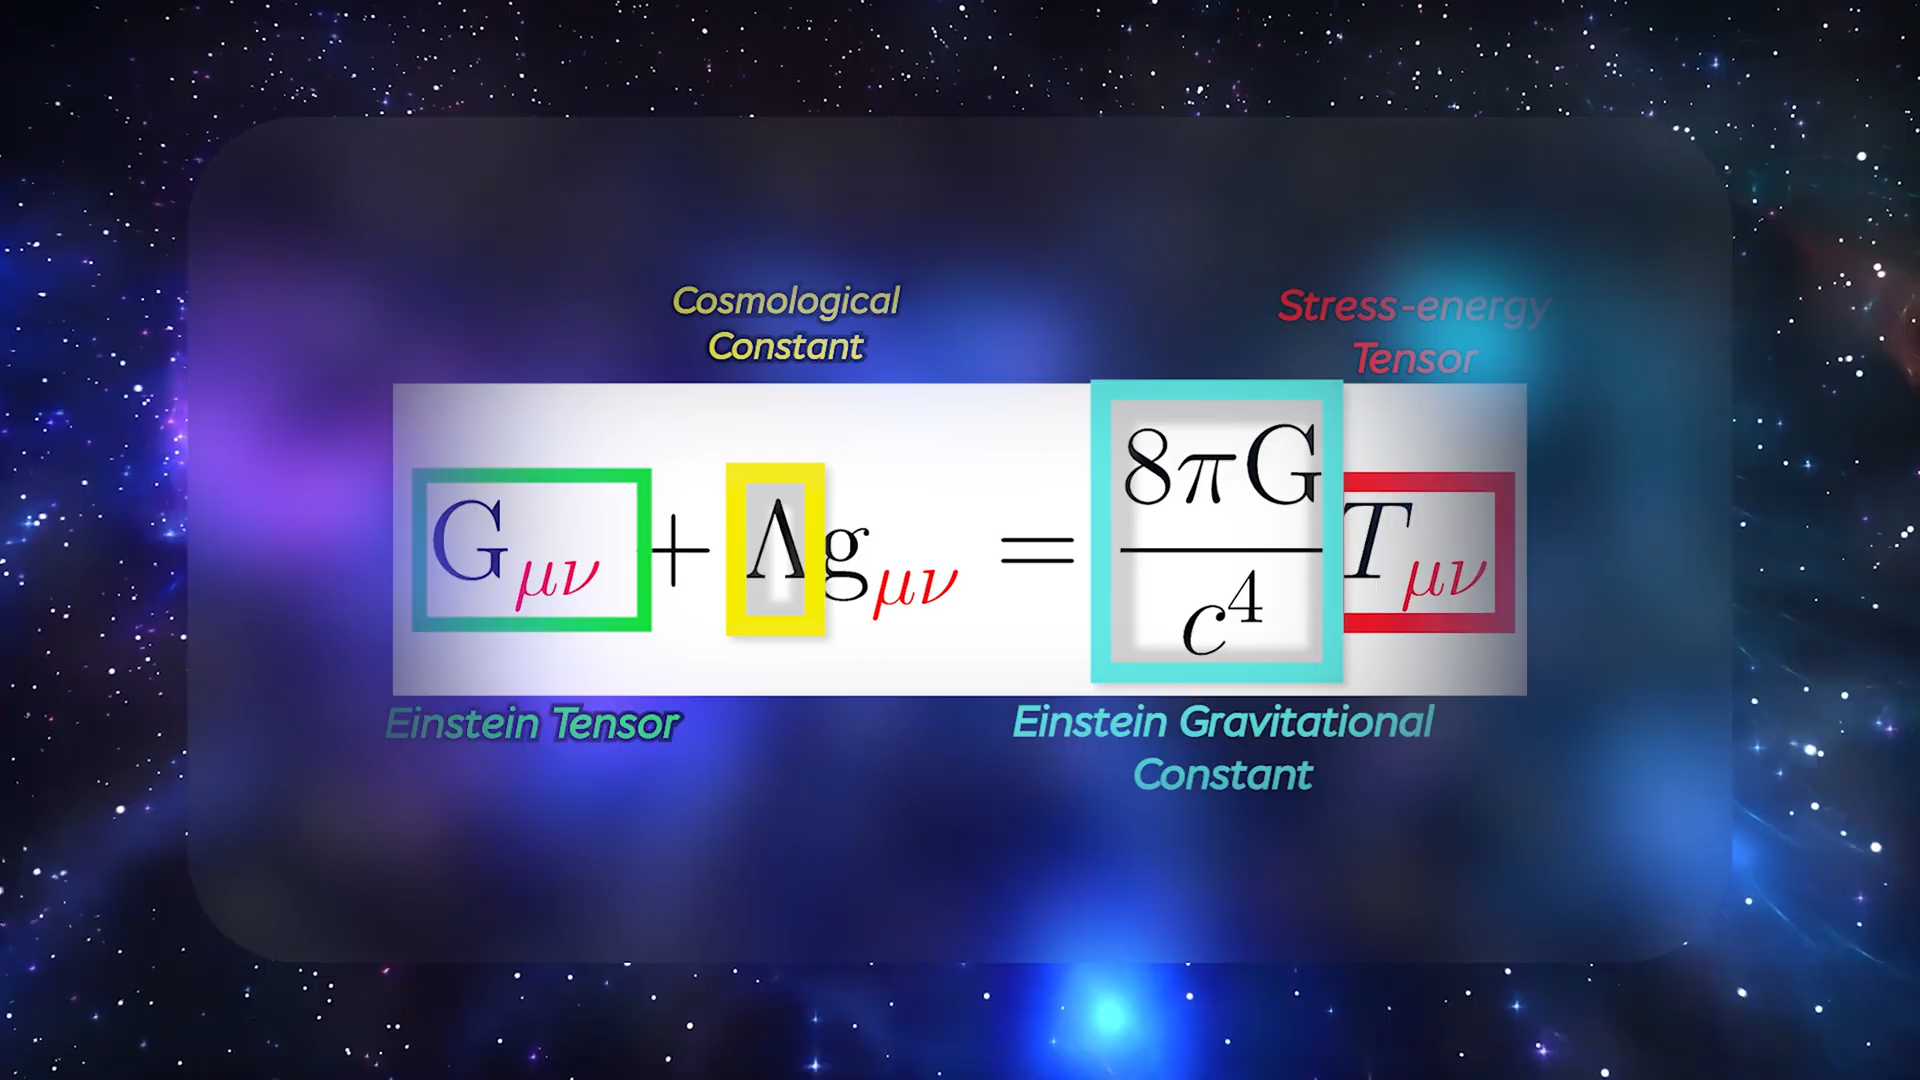 Cosmological
Constant
Stress-energy
Tensor
Gμν + Λgμν = 8πG/c⁴ Tμν
Einstein Tensor
Einstein Gravitational
Constant